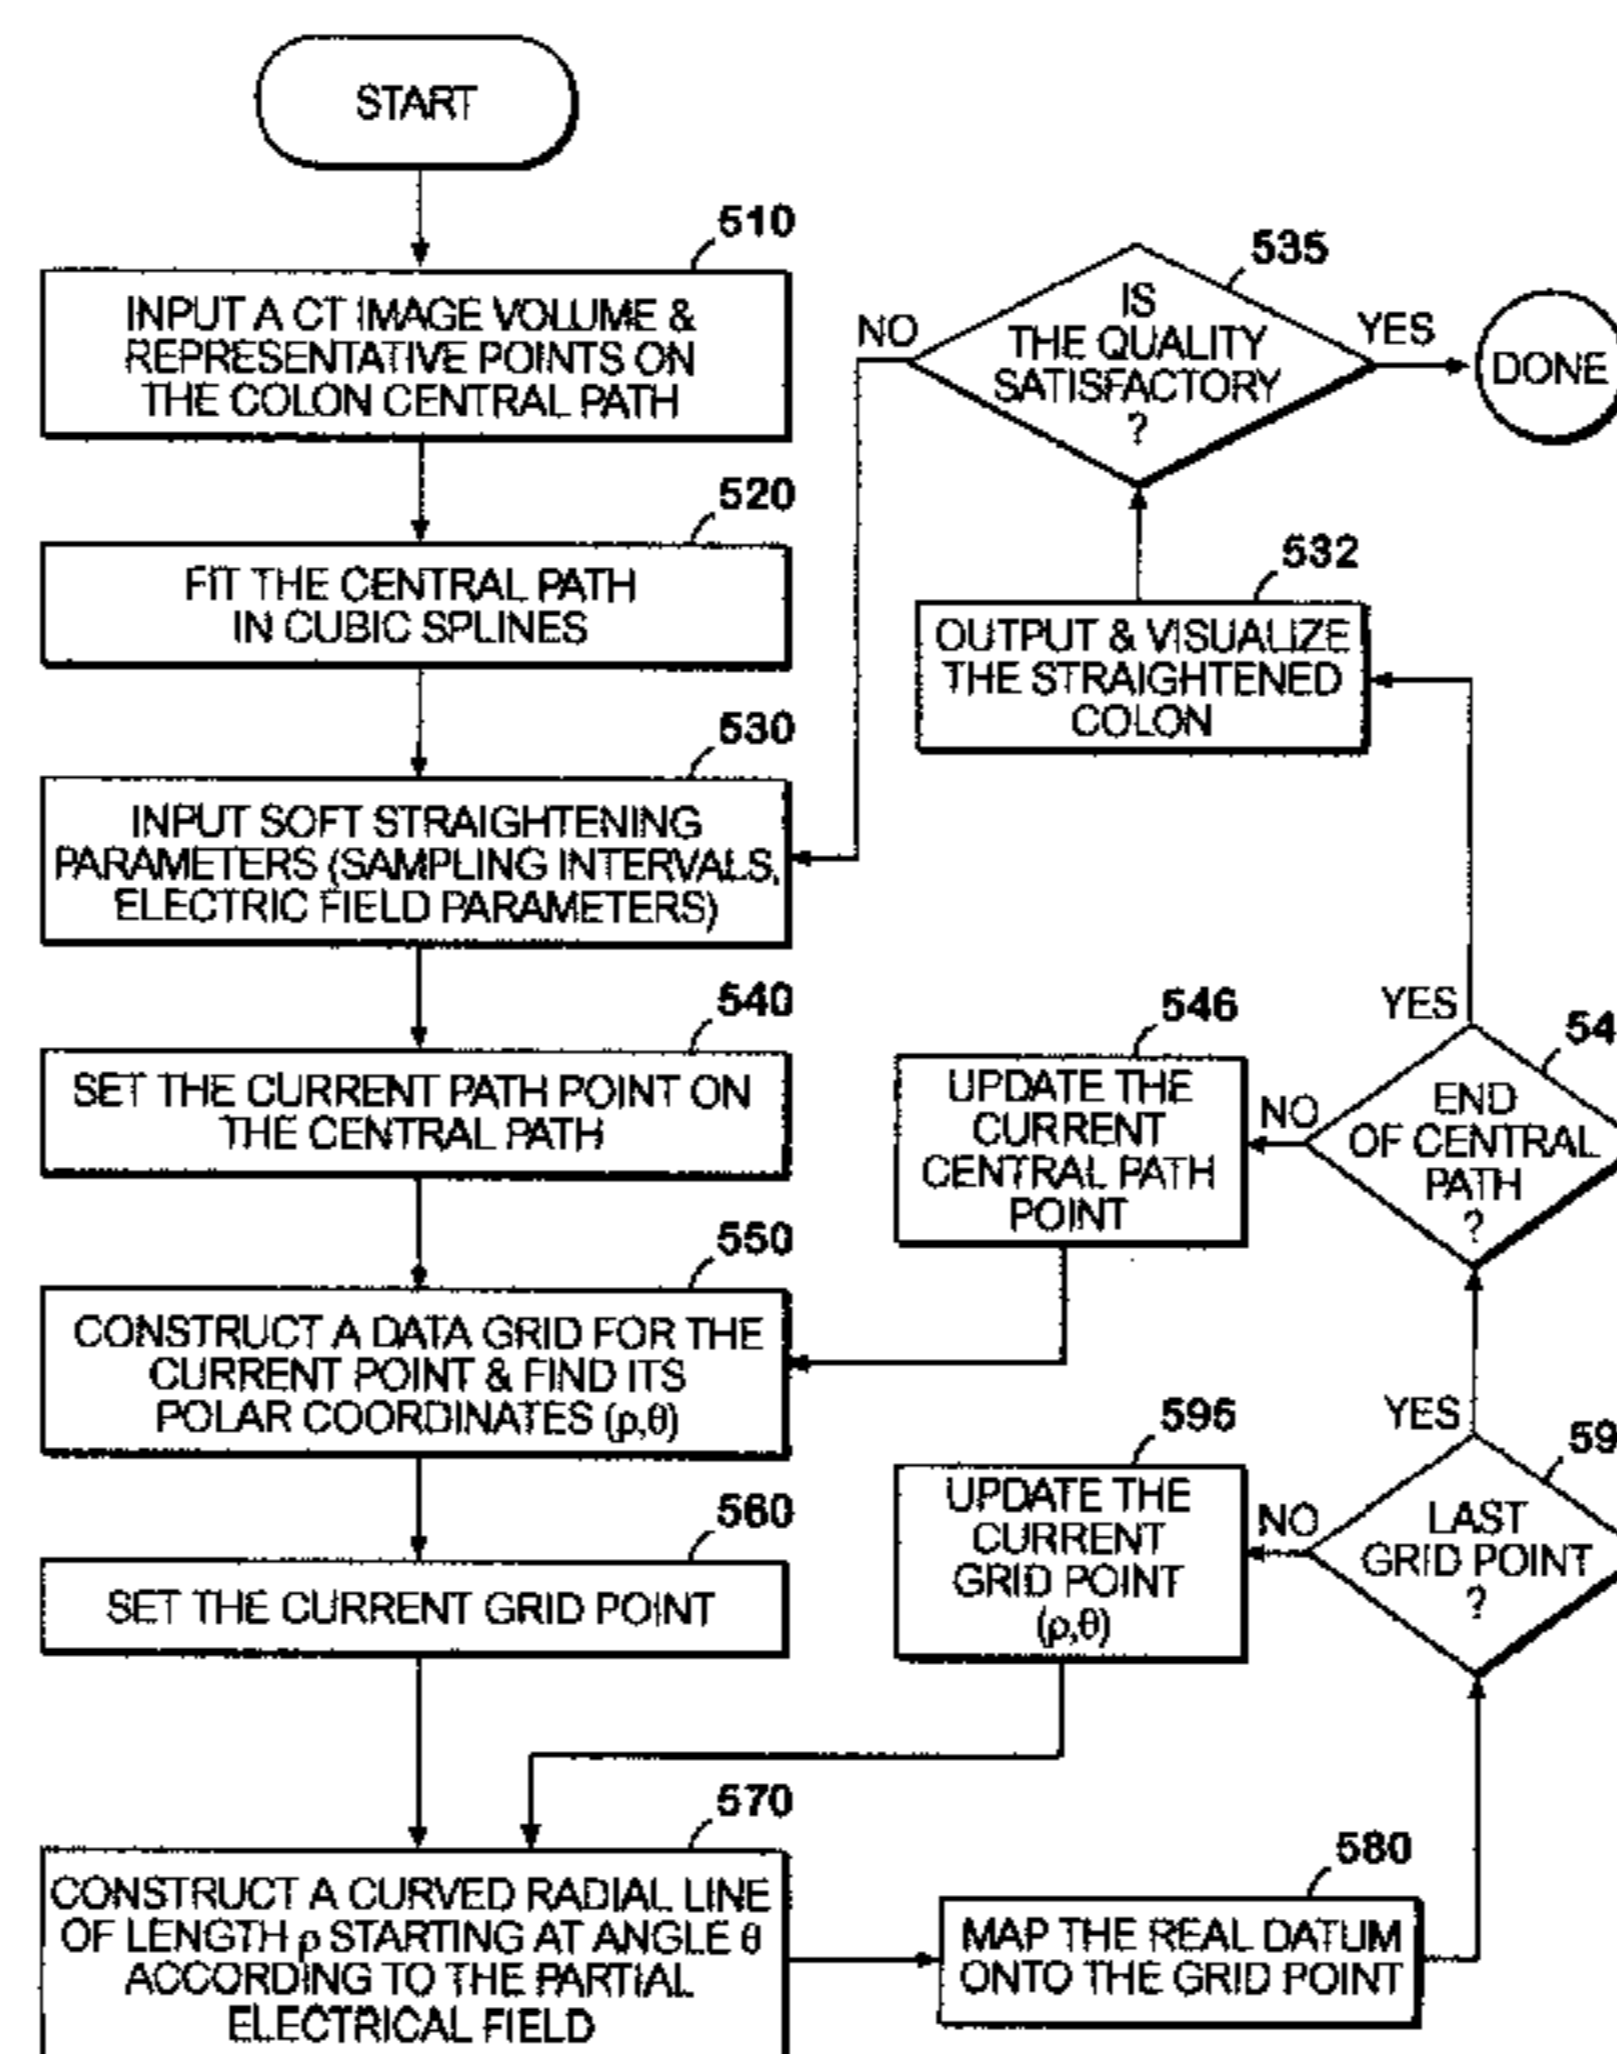 START
510
INPUT A CT IMAGE VOLUME &
REPRESENTATIVE POINTS ON
THE COLON CENTRAL PATH
520
FIT THE CENTRAL PATH
IN CUBIC SPLINES
530
INPUT SOFT STRAIGHTENING
PARAMETERS (SAMPLING INTERVALS,
ELECTRIC FIELD PARAMETERS)
540
SET THE CURRENT PATH POINT ON
THE CENTRAL PATH
550
CONSTRUCT A DATA GRID FOR THE
CURRENT POINT & FIND ITS
POLAR COORDINATES (ρ,θ)
560
SET THE CURRENT GRID POINT
570
CONSTRUCT A CURVED RADIAL LINE
OF LENGTH ρ STARTING AT ANGLE θ
ACCORDING TO THE PARTIAL
ELECTRICAL FIELD
580
MAP THE REAL DATUM
ONTO THE GRID POINT
59
LAST
GRID POINT
?
NO
YES
595
UPDATE THE
CURRENT
GRID POINT
(ρ,θ)
54
END
OF CENTRAL
PATH
?
NO
YES
546
UPDATE THE
CURRENT
CENTRAL PATH
POINT
532
OUTPUT & VISUALIZE
THE STRAIGHTENED
COLON
535
IS
THE QUALITY
SATISFACTORY
?
NO
YES
DONE